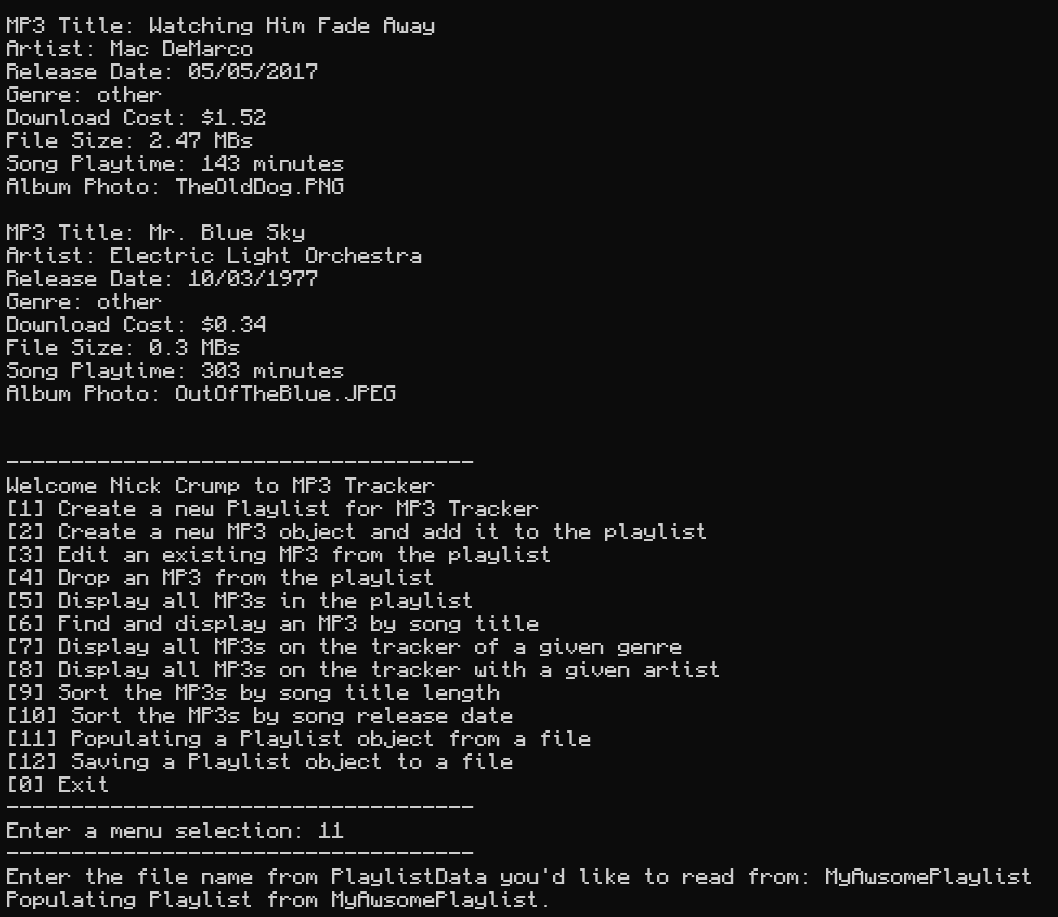 MP3 Title: Watching Him Fade Away
Artist: Mac DeMarco
Release Date: 05/05/2017
Genre: other
Download Cost: $1.52
File Size: 2.47 MBs
Song Playtime: 143 minutes
Album Photo: TheOldDog.PNG

MP3 Title: Mr. Blue Sky
Artist: Electric Light Orchestra
Release Date: 10/03/1977
Genre: other
Download Cost: $0.34
File Size: 0.3 MBs
Song Playtime: 303 minutes
Album Photo: OutOfTheBlue.JPEG

------------------------------------
Welcome Nick Crump to MP3 Tracker
[1] Create a new Playlist for MP3 Tracker
[2] Create a new MP3 object and add it to the playlist
[3] Edit an existing MP3 from the playlist
[4] Drop an MP3 from the playlist
[5] Display all MP3s in the playlist
[6] Find and display an MP3 by song title
[7] Display all MP3s on the tracker of a given genre
[8] Display all MP3s on the tracker with a given artist
[9] Sort the MP3s by song title length
[10] Sort the MP3s by song release date
[11] Populating a Playlist object from a file
[12] Saving a Playlist object to a file
[0] Exit
------------------------------------
Enter a menu selection: 11
------------------------------------
Enter the file name from PlaylistData you'd like to read from: MyAwsomePlaylist
Populating Playlist from MyAwsomePlaylist.